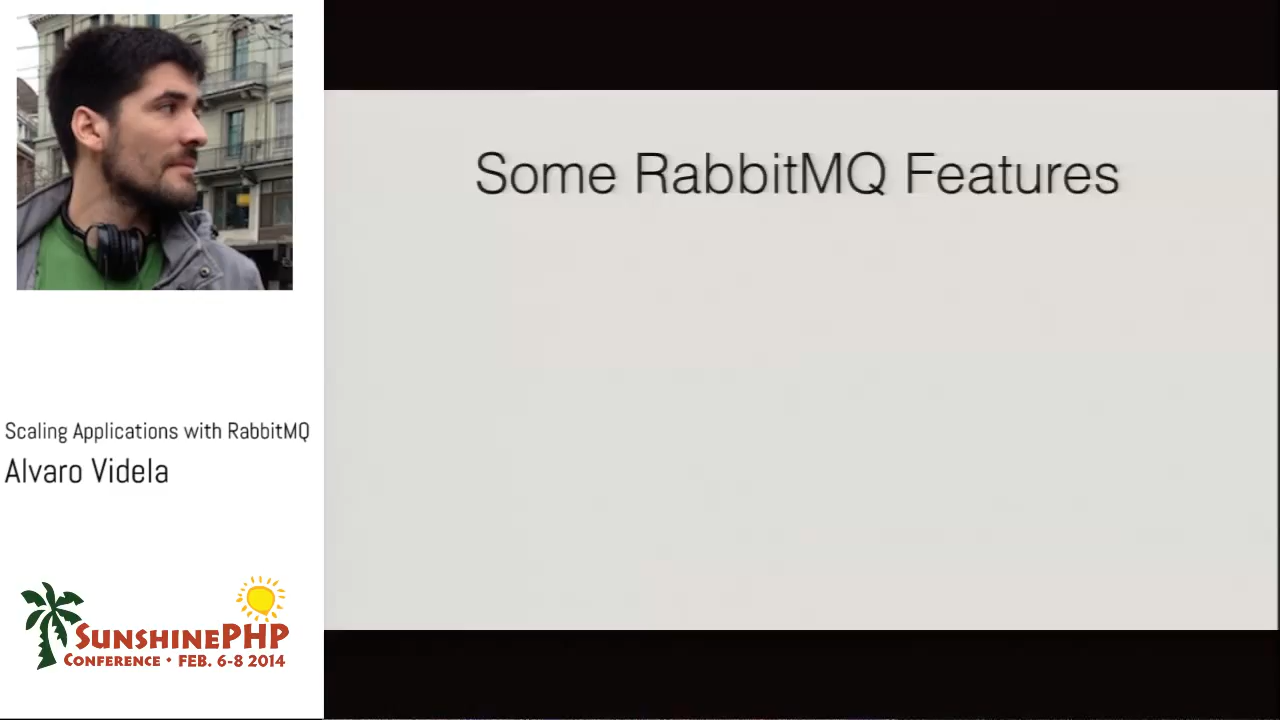 Some RabbitMQ Features
Scaling Applications with RabbitMQ
Alvaro Videla
SunshinePHP
Conference • Feb. 6-8 2014